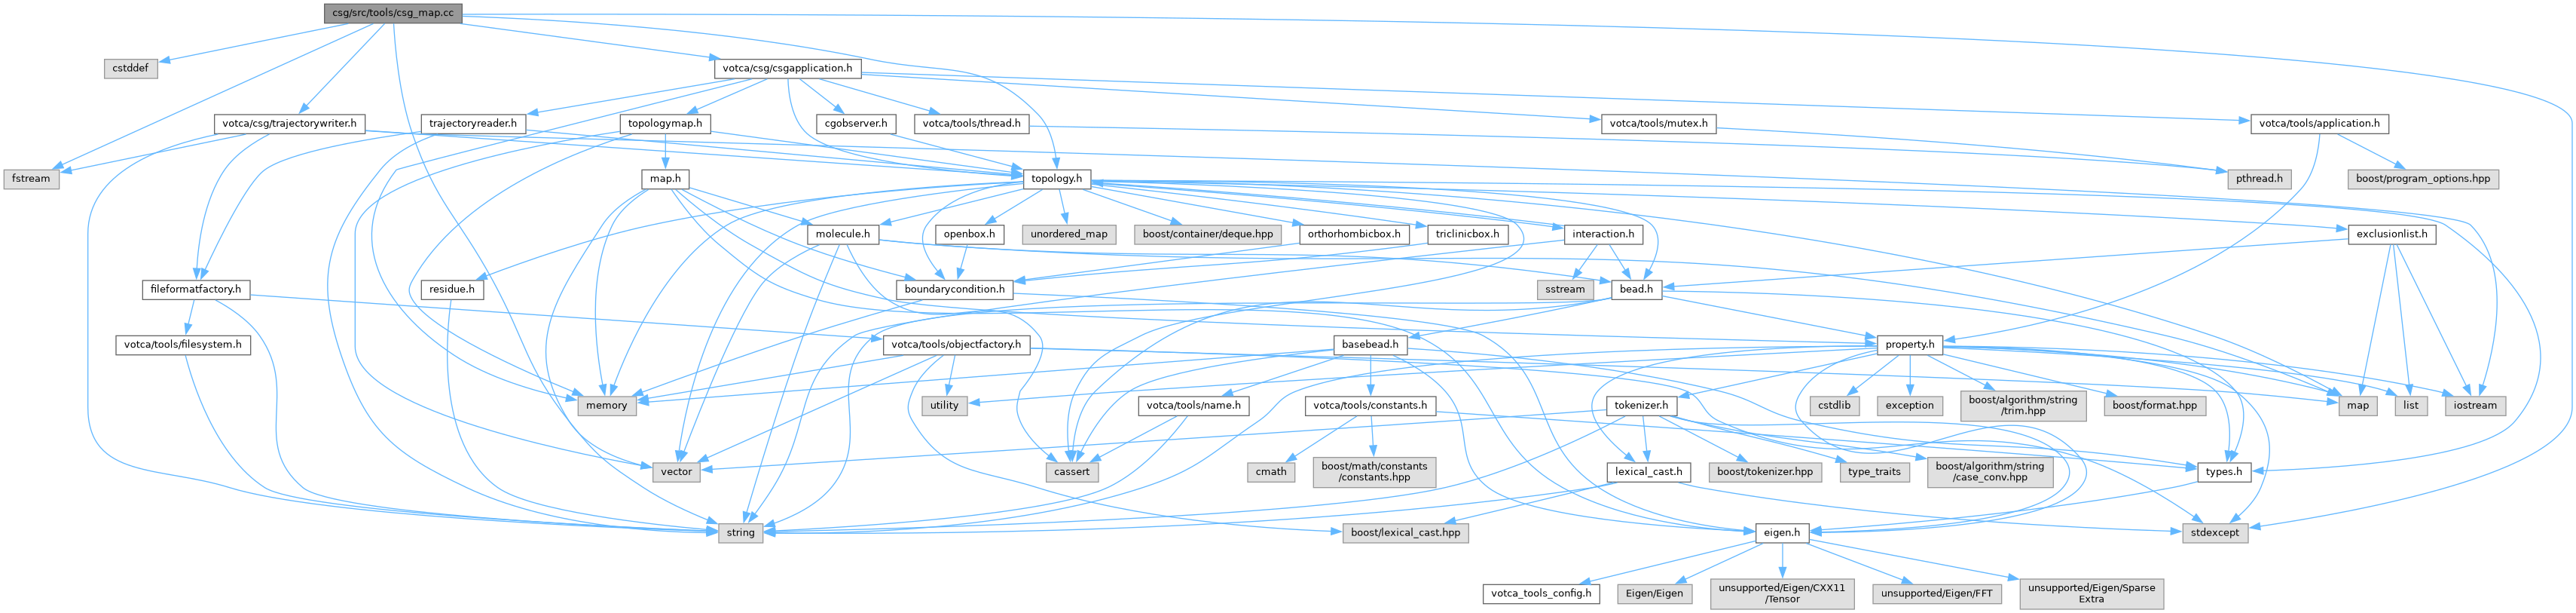 csg/src/tools/csg_map.cc
cstddef
votca/csg/csgapplication.h
votca/csg/trajectorywriter.h
trajectoryreader.h
topologymap.h
cgobserver.h
votca/tools/thread.h
votca/tools/mutex.h
votca/tools/application.h
fstream
map.h
topology.h
pthread.h
boost/program_options.hpp
molecule.h
openbox.h
unordered_map
boost/container/deque.hpp
orthorhombicbox.h
triclinicbox.h
interaction.h
exclusionlist.h
fileformatfactory.h
residue.h
boundarycondition.h
sstream
bead.h
votca/tools/filesystem.h
votca/tools/objectfactory.h
basebead.h
property.h
memory
utility
votca/tools/name.h
votca/tools/constants.h
tokenizer.h
cstdlib
exception
boost/algorithm/string
/trim.hpp
boost/format.hpp
map
list
iostream
vector
cassert
cmath
boost/math/constants
/constants.hpp
lexical_cast.h
boost/tokenizer.hpp
type_traits
boost/algorithm/string
/case_conv.hpp
types.h
string
boost/lexical_cast.hpp
eigen.h
stdexcept
votca_tools_config.h
Eigen/Eigen
unsupported/Eigen/CXX11
/Tensor
unsupported/Eigen/FFT
unsupported/Eigen/Sparse
Extra